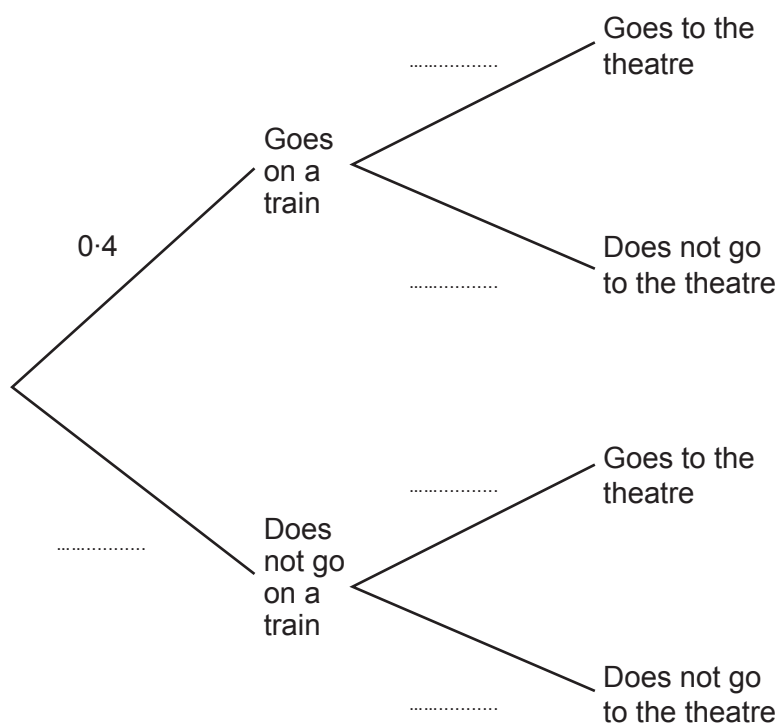 Goes to the
theatre
...............
Goes
on a
train
0·4
Does not go
to the theatre
...............
Goes to the
theatre
...............
Does
not go
on a
train
...............
Does not go
to the theatre
...............